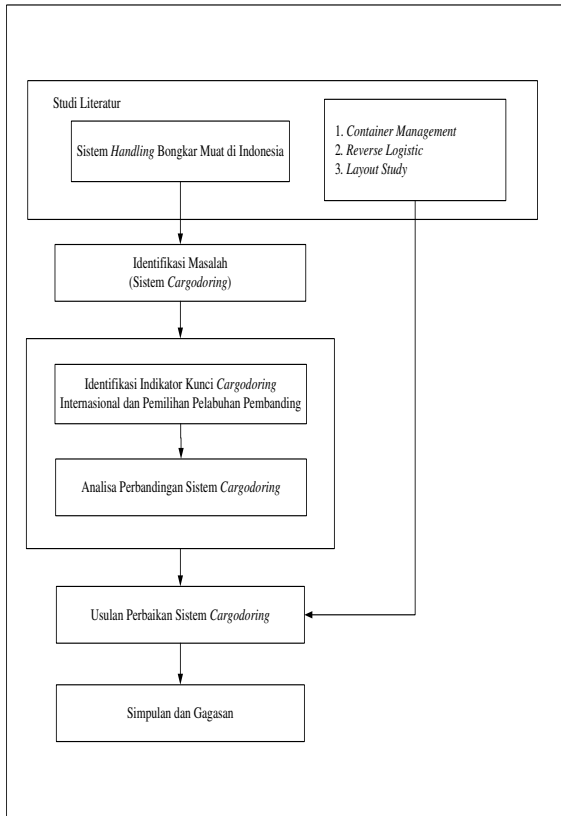 Studi Literatur
Sistem Handling Bongkar Muat di Indonesia
1. Container Management
2. Reverse Logistic
3. Layout Study
Identifikasi Masalah
(Sistem Cargodoring)
Identifikasi Indikator Kunci Cargodoring
Internasional dan Pemilihan Pelabuhan Pembanding
Analisa Perbandingan Sistem Cargodoring
Usulan Perbaikan Sistem Cargodoring
Simpulan dan Gagasan